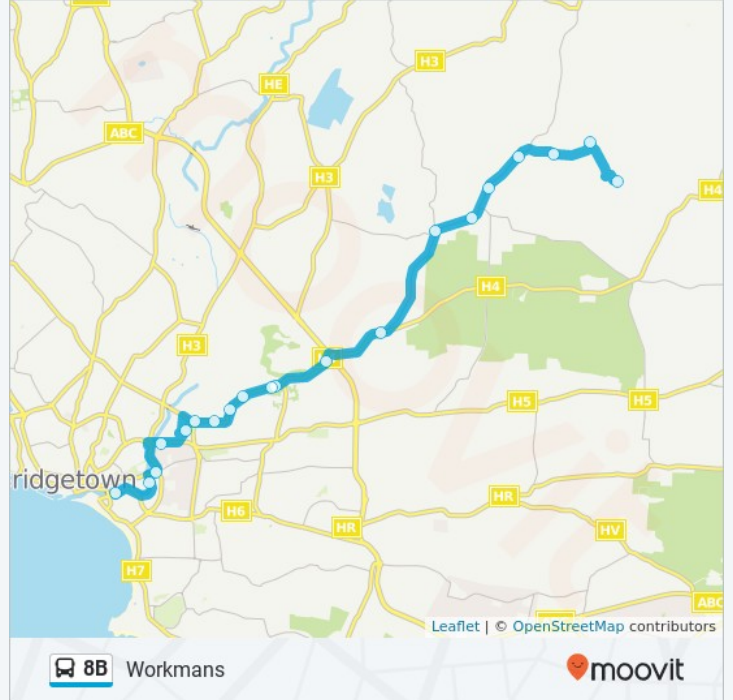 H3
HE
ABC
H3
H4
H4
H3
H5
H5
ridgetown
HR
H6
HR
HV
H7
ABC
Leaflet | © OpenStreetMap contributors
8B Workmans
moovit